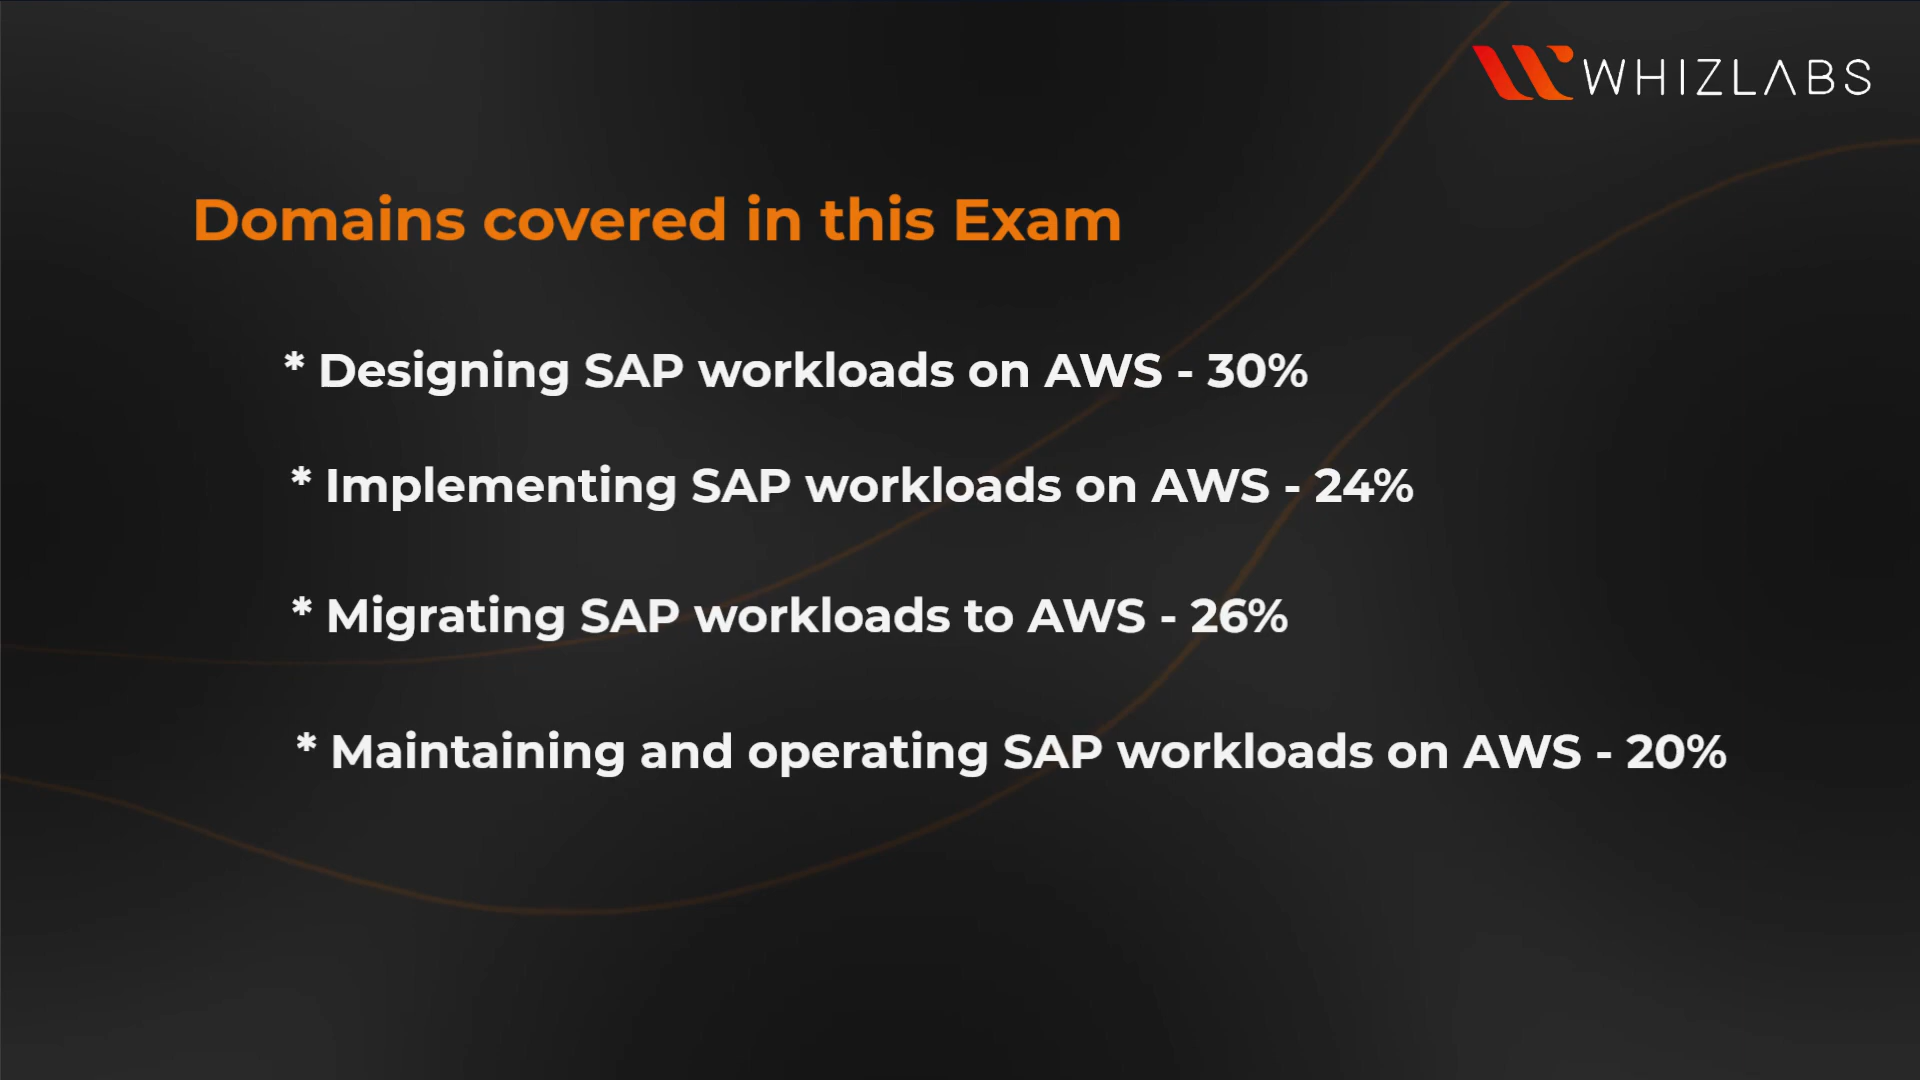 WHIZLABS
Domains covered in this Exam
* Designing SAP workloads on AWS - 30%
* Implementing SAP workloads on AWS - 24%
* Migrating SAP workloads to AWS - 26%
* Maintaining and operating SAP workloads on AWS - 20%